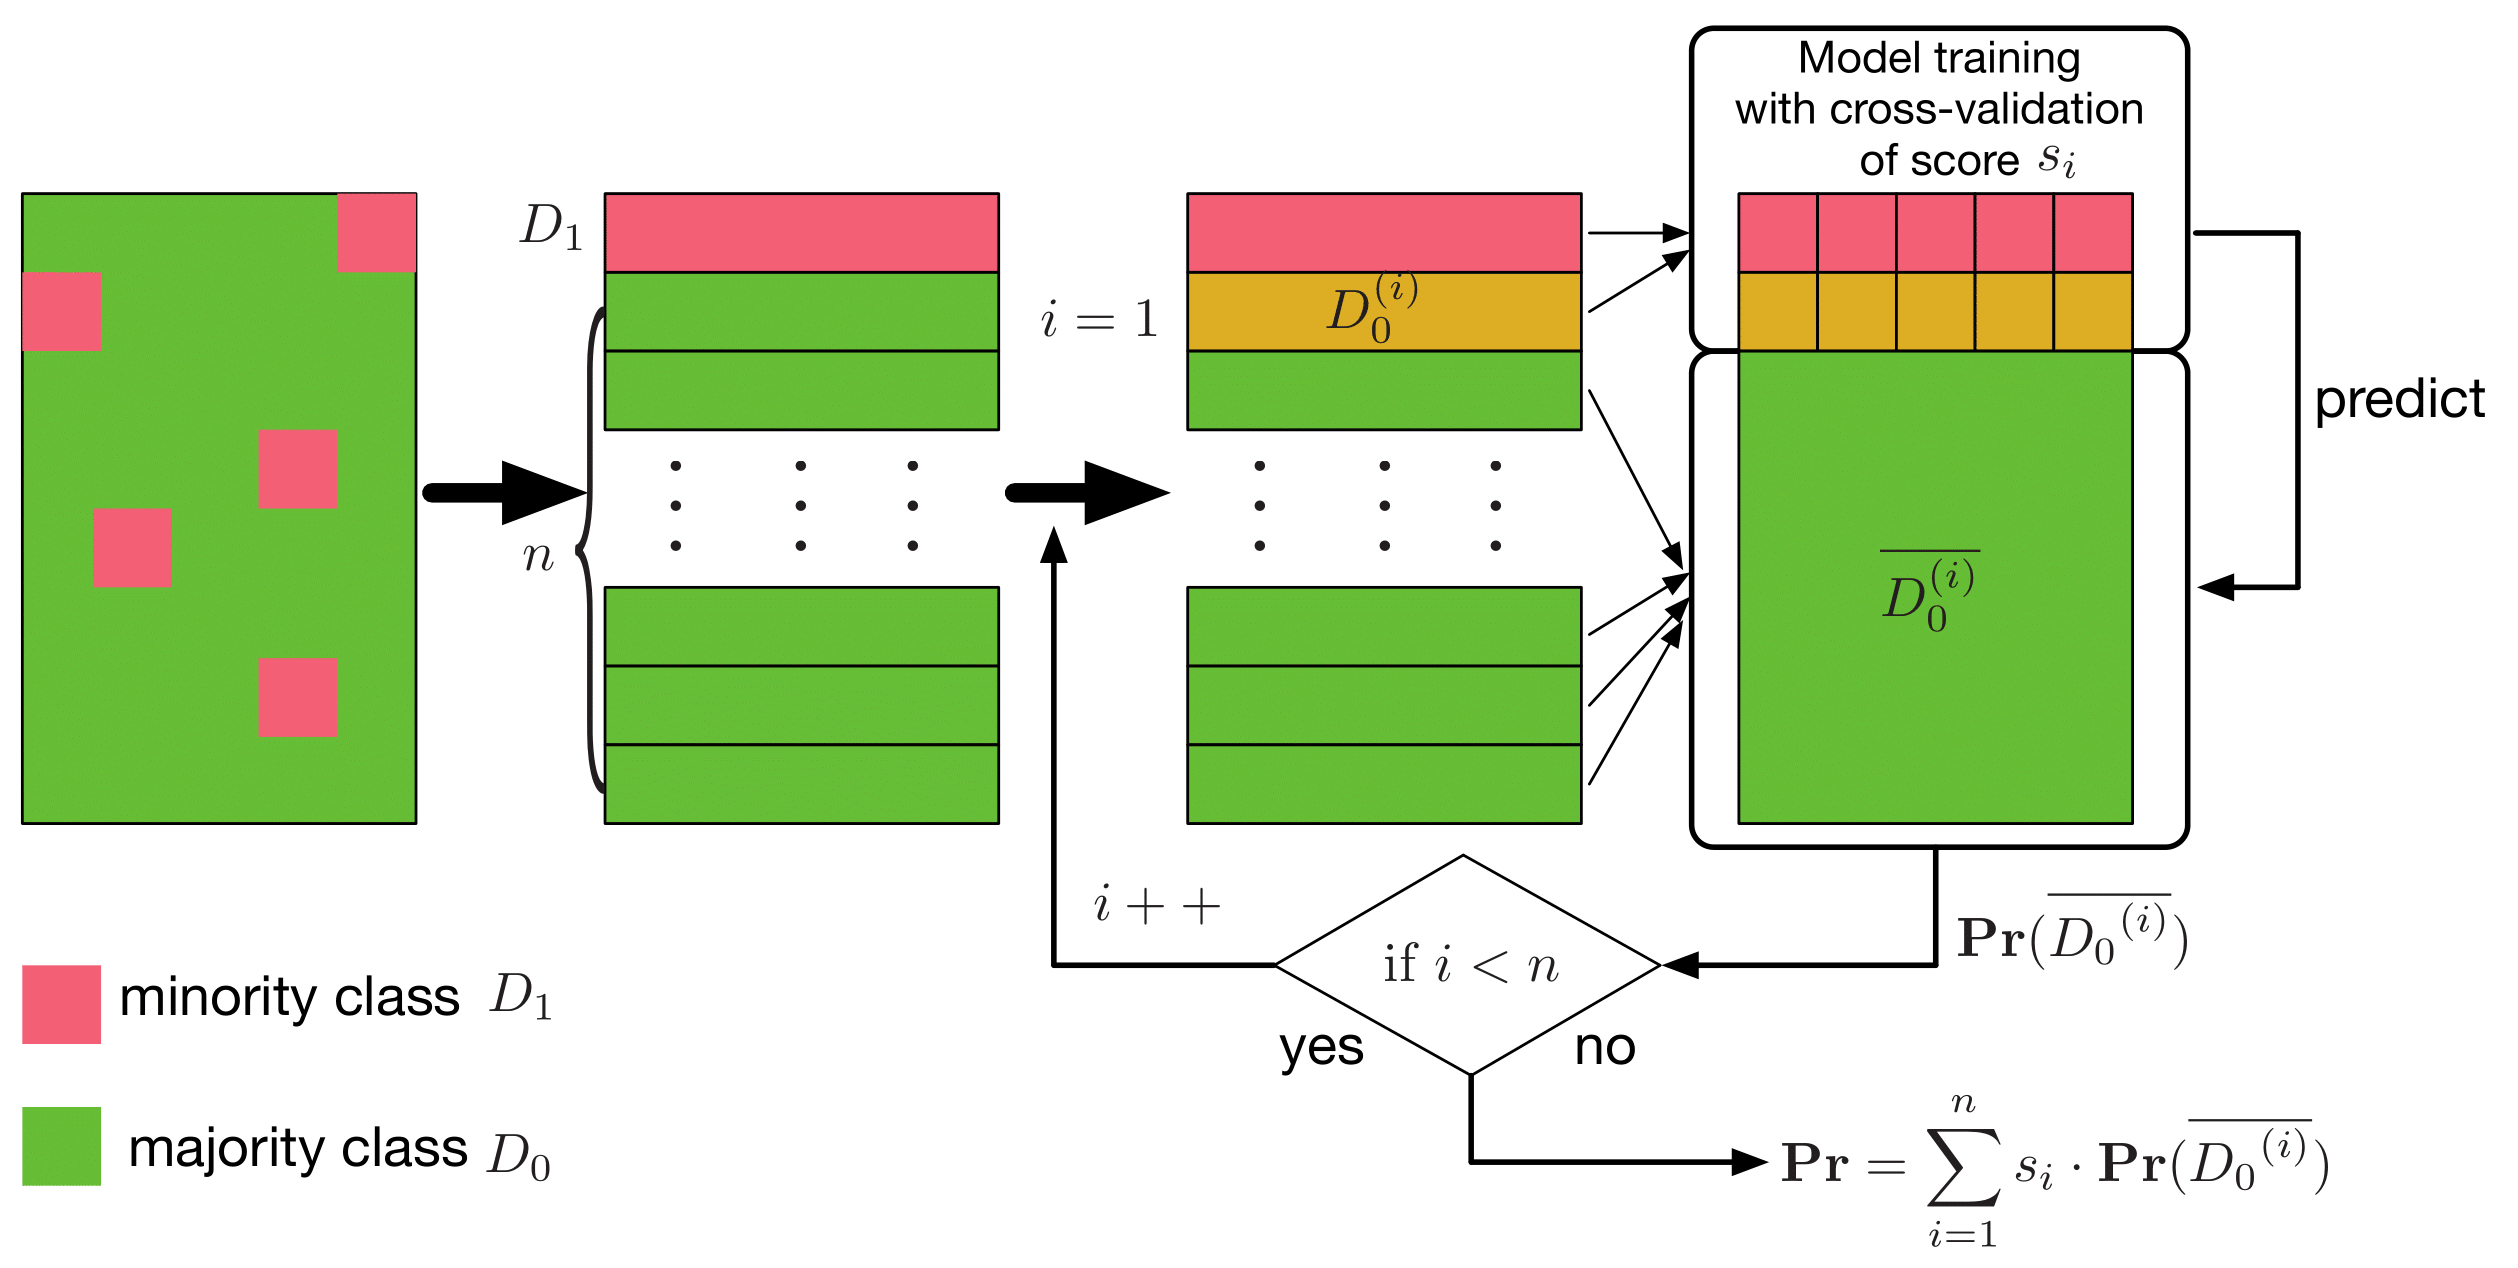 Model training
with cross-validation
of score $s_i$
$D_1$
$i = 1$
$D_0^{(i)}$
predict
$n$
$\overline{D_0^{(i)}}$
$i++$
$\mathbf{Pr}(\overline{D_0}^{(i)})$
if $i < n$
minority class $D_1$
yes
no
majority class $D_0$
$\mathbf{Pr} = \sum_{i=1}^{n} s_i \cdot \mathbf{Pr}(\overline{D_0}^{(i)})$